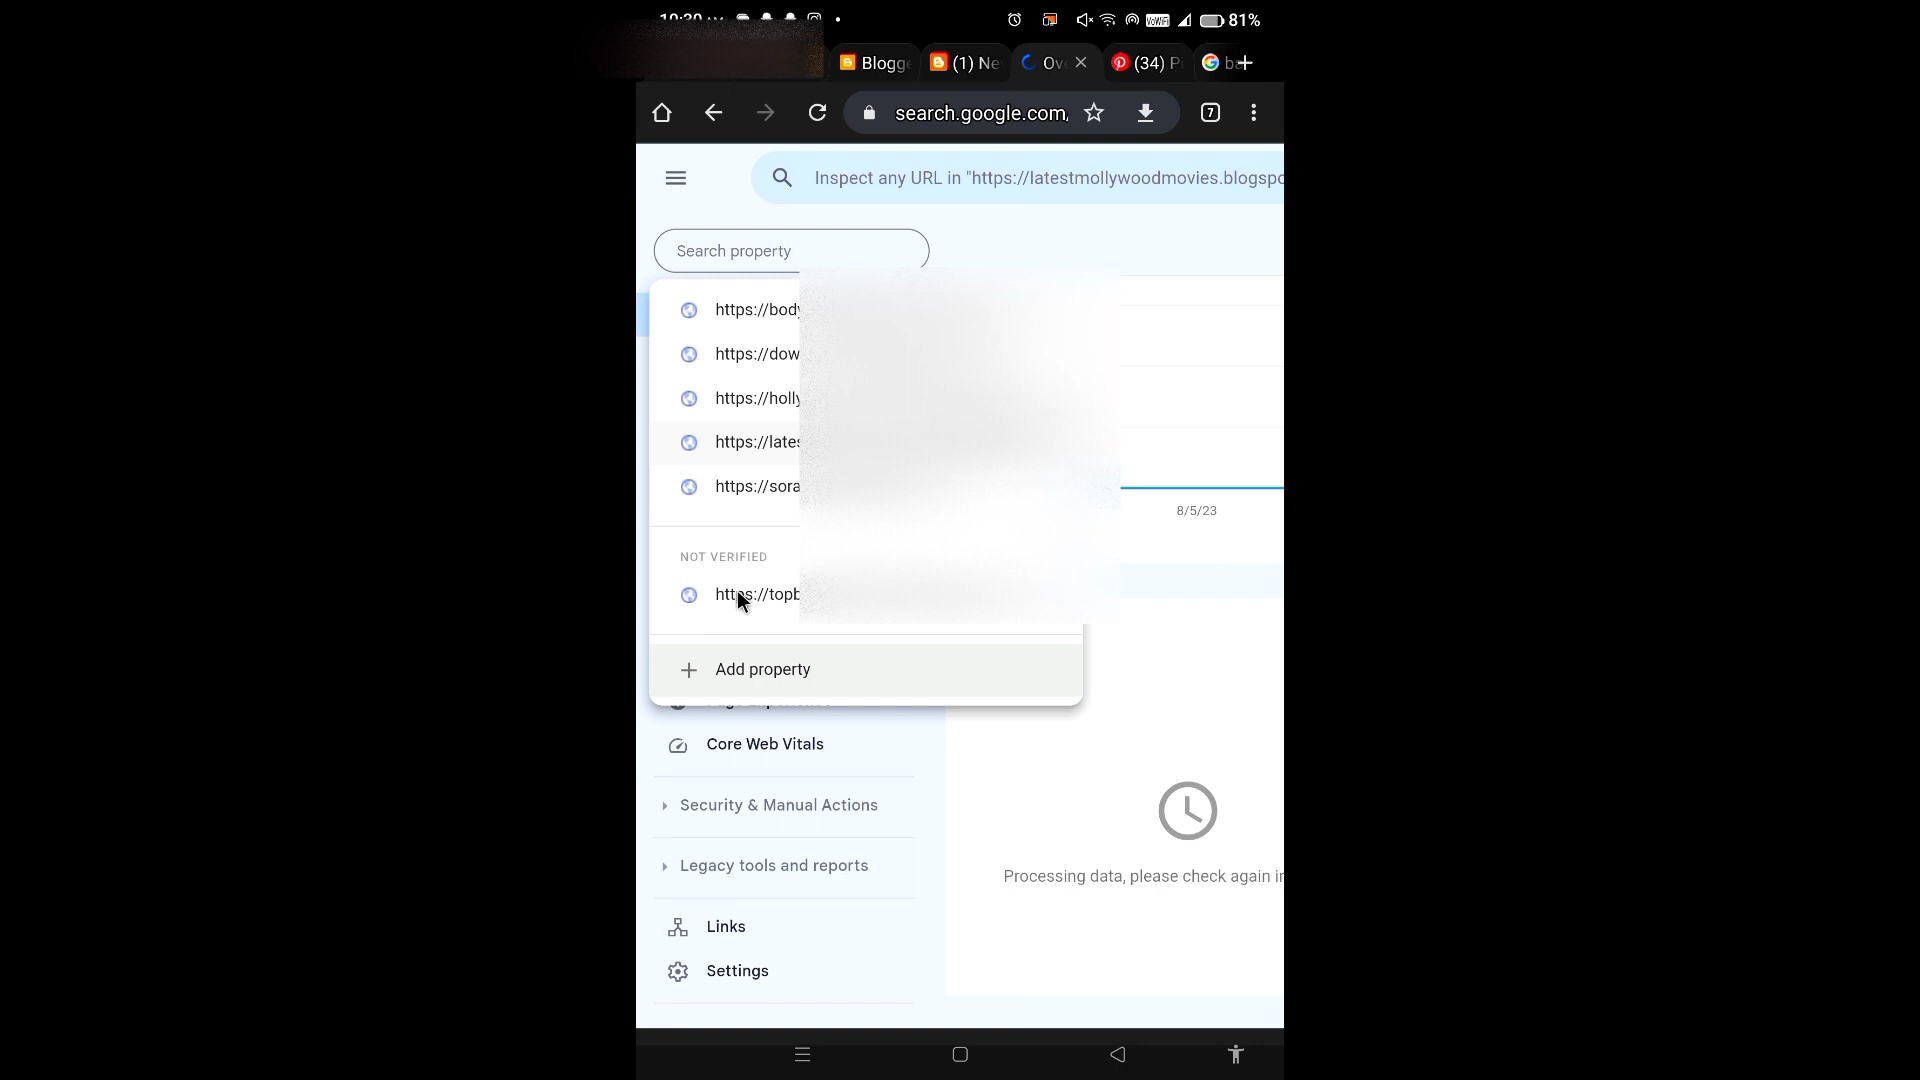 81%
Blogge
(1) Ne
Ov
(34) P
b
search.google.com,
7
Inspect any URL in "https://latestmollywoodmovies.blogspo
Search property
https://body
https://dow
https://holly
https://lates
https://sora
8/5/23
NOT VERIFIED
https://topb
Add property
Core Web Vitals
Security & Manual Actions
Legacy tools and reports
Processing data, please check again in
Links
Settings